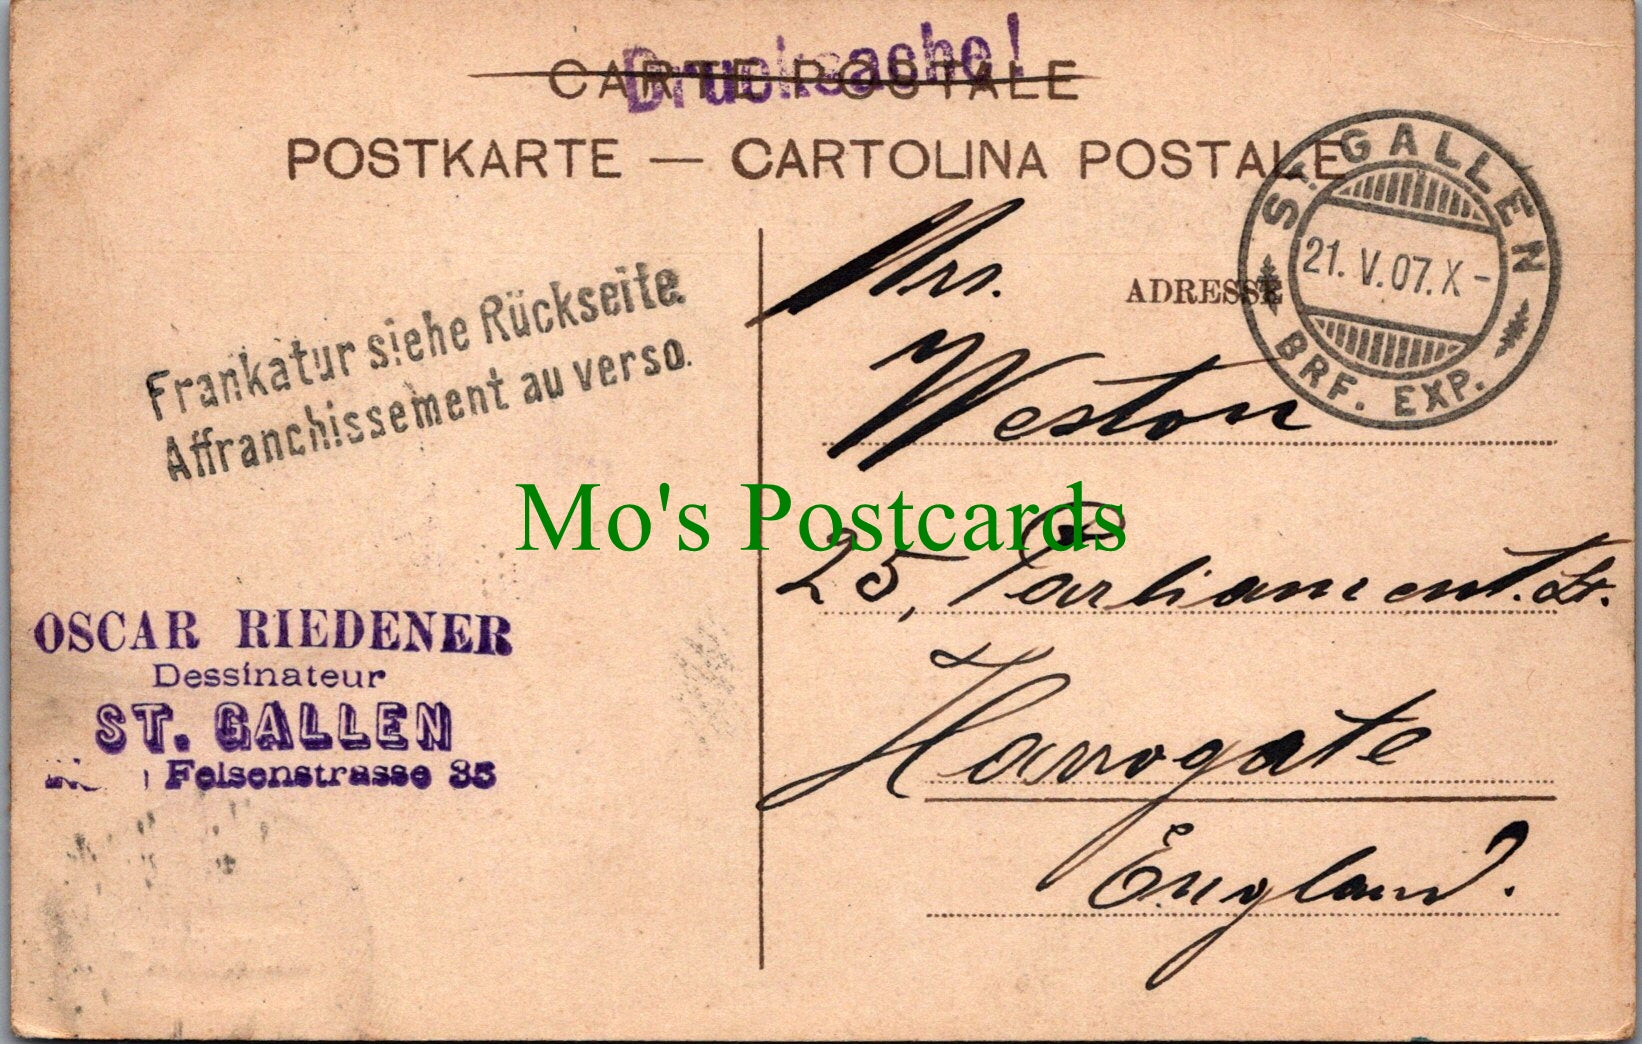 CARTE POSTALE
Drucksache!
POSTKARTE — CARTOLINA POSTALE
ST. GALLEN
21. V. 07. X -
BRF. EXP.
ADRESSE
Frankatur siehe Rückseite.
Affranchissement au verso.
Mrs.
Weston
25, Parliament. St.
Harrogate
England.
Mo's Postcards
OSCAR RIEDENER
Dessinateur
ST. GALLEN
Felsenstrasse 35